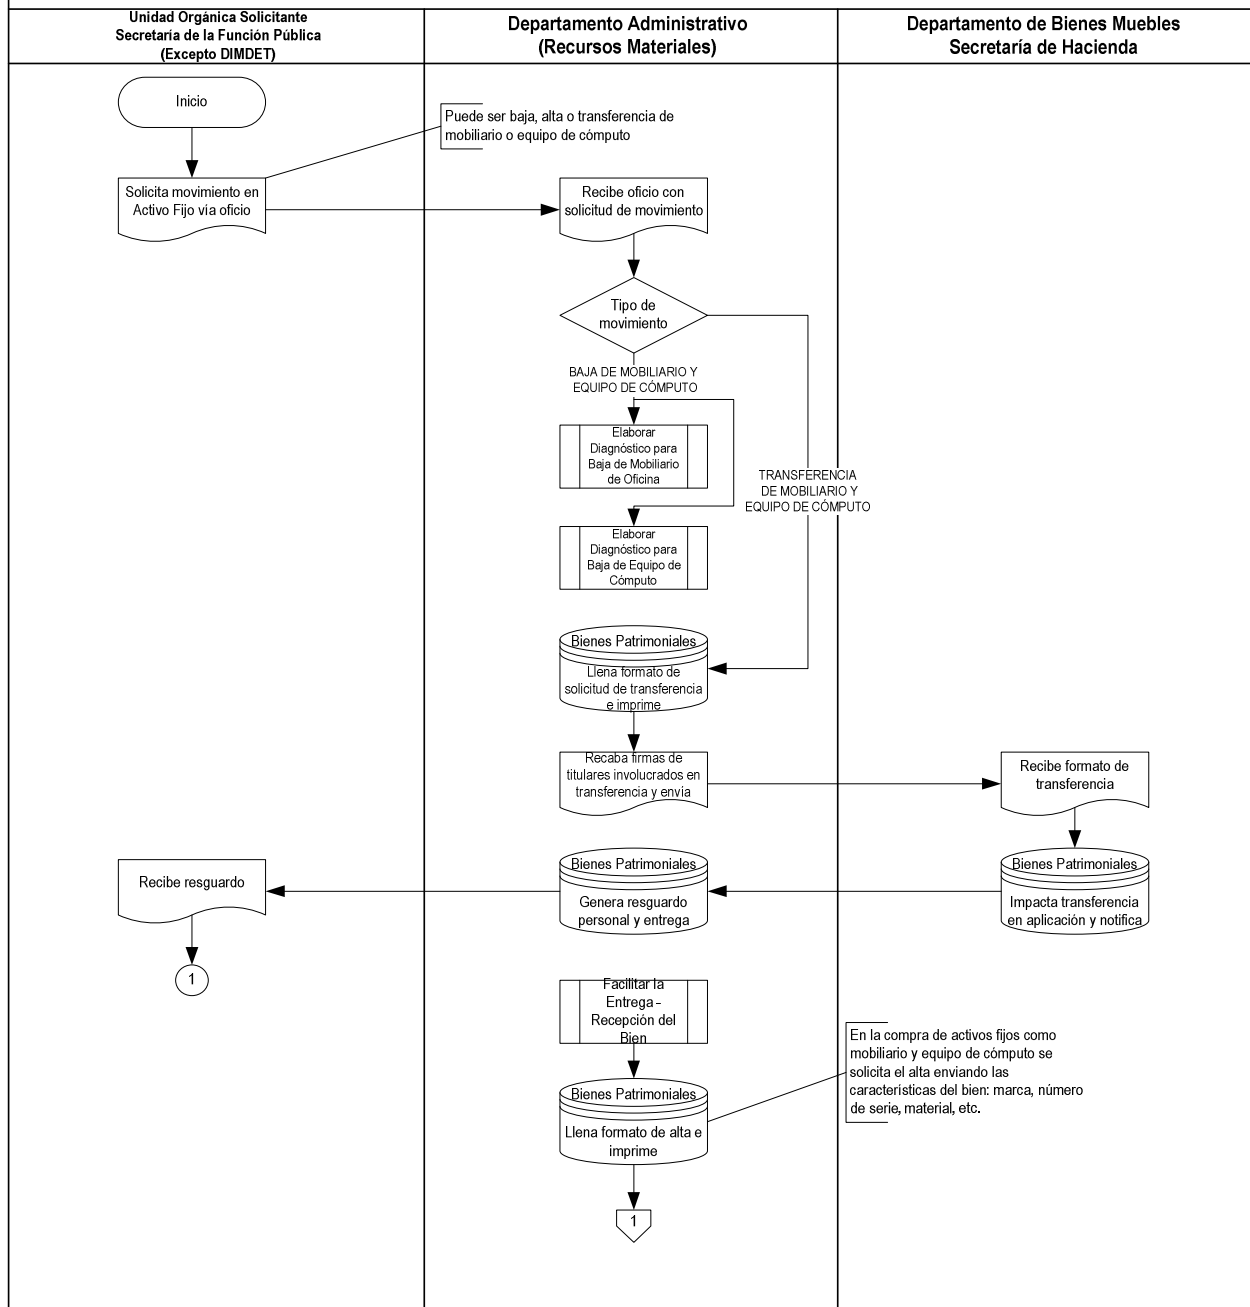 Unidad Orgánica Solicitante
Secretaría de la Función Pública
(Excepto DIMDET)
Departamento Administrativo
(Recursos Materiales)
Departamento de Bienes Muebles
Secretaría de Hacienda
Inicio
Puede ser baja, alta o transferencia de
mobiliario o equipo de cómputo
Solicita movimiento en
Activo Fijo vía oficio
Recibe oficio con
solicitud de movimiento
Tipo de
movimiento
BAJA DE MOBILIARIO Y
EQUIPO DE CÓMPUTO
Elaborar
Diagnóstico para
Baja de Mobiliario
de Oficina
TRANSFERENCIA
DE MOBILIARIO Y
EQUIPO DE CÓMPUTO
Elaborar
Diagnóstico para
Baja de Equipo de
Cómputo
Bienes Patrimoniales
Llena formato de
solicitud de transferencia
e imprime
Recaba firmas de
titulares involucrados en
transferencia y envía
Recibe formato de
transferencia
Recibe resguardo
Bienes Patrimoniales
Genera resguardo
personal y entrega
Bienes Patrimoniales
Impacta transferencia
en aplicación y notifica
1
Facilitar la
Entrega –
Recepción del
Bien
En la compra de activos fijos como
mobiliario y equipo de cómputo se
solicita el alta enviando las
características del bien: marca, número
de serie, material, etc.
Bienes Patrimoniales
Llena formato de alta e
imprime
1